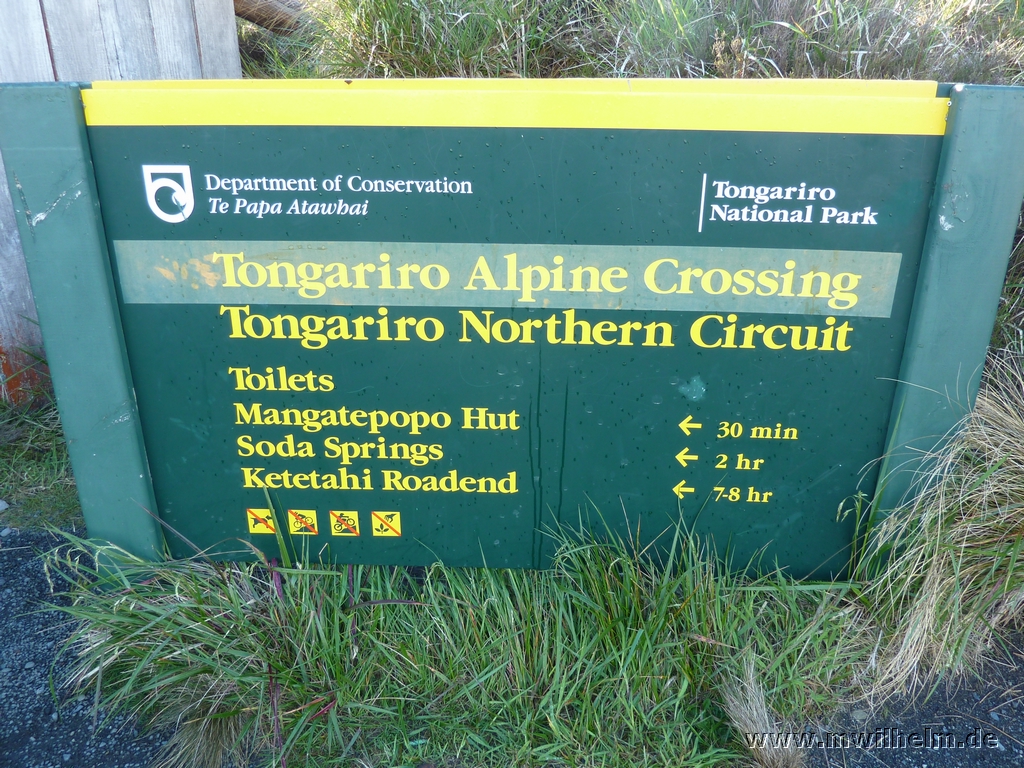 Department of Conservation
Te Papa Atawhai
Tongariro
National Park
Tongariro Alpine Crossing
Tongariro Northern Circuit
Toilets
Mangatepopo Hut ← 30 min
Soda Springs ← 2 hr
Ketetahi Roadend ← 7-8 hr
www.mwilhelm.de